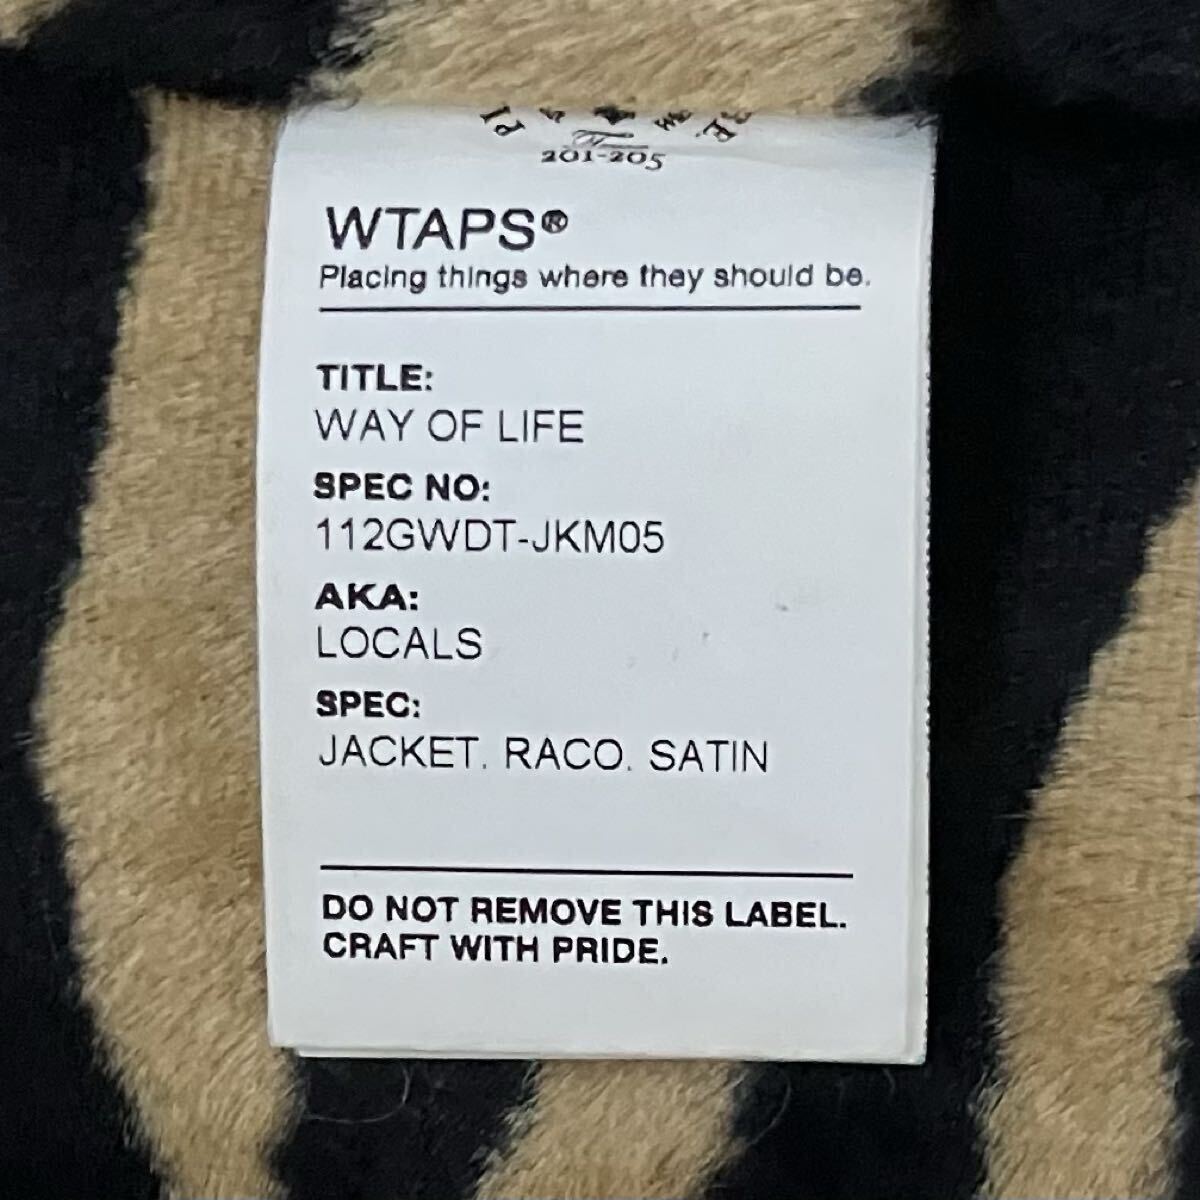 201-205
WTAPS®
Placing things where they should be.
TITLE:
WAY OF LIFE
SPEC NO:
112GWDT-JKM05
AKA:
LOCALS
SPEC:
JACKET. RACO. SATIN
DO NOT REMOVE THIS LABEL.
CRAFT WITH PRIDE.